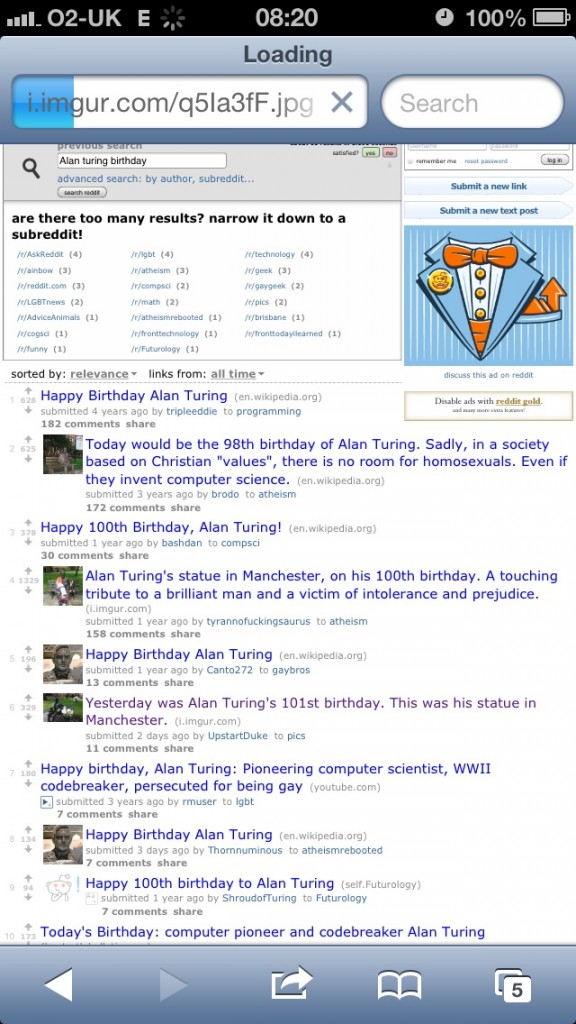 O2-UK E 08:20 100%
Loading
i.imgur.com/q5Ia3fF.jpg
Search
previous search
Alan turing birthday
satisfied? yes no
advanced search: by author, subreddit...
search reddit
remember me reset password log in
Submit a new link
Submit a new text post
are there too many results? narrow it down to a
subreddit!
/r/AskReddit (4) /r/lgbt (4) /r/technology (4)
/r/ainbow (3) /r/atheism (3) /r/geek (3)
/r/reddit.com (3) /r/compsci (2) /r/gaygeek (2)
/r/LGBTnews (2) /r/math (2) /r/pics (2)
/r/AdviceAnimals (1) /r/atheismrebooted (1) /r/brisbane (1)
/r/cogsci (1) /r/fronttechnology (1) /r/fronttodayilearned (1)
/r/funny (1) /r/Futurology (1)
discuss this ad on reddit
Disable ads with reddit gold.
and many more extra features!
sorted by: relevance links from: all time
1 628 Happy Birthday Alan Turing (en.wikipedia.org)
submitted 4 years ago by tripleeddie to programming
182 comments share
2 625 Today would be the 98th birthday of Alan Turing. Sadly, in a society
based on Christian "values", there is no room for homosexuals. Even if
they invent computer science. (en.wikipedia.org)
submitted 3 years ago by brodo to atheism
172 comments share
3 378 Happy 100th Birthday, Alan Turing! (en.wikipedia.org)
submitted 1 year ago by bashdan to compsci
30 comments share
4 1329 Alan Turing's statue in Manchester, on his 100th birthday. A touching
tribute to a brilliant man and a victim of intolerance and prejudice.
(i.imgur.com)
submitted 1 year ago by tyrannofuckingsaurus to atheism
158 comments share
5 196 Happy Birthday Alan Turing (en.wikipedia.org)
submitted 1 year ago by Canto272 to gaybros
13 comments share
6 329 Yesterday was Alan Turing's 101st birthday. This was his statue in
Manchester. (i.imgur.com)
submitted 2 days ago by UpstartDuke to pics
11 comments share
7 180 Happy birthday, Alan Turing: Pioneering computer scientist, WWII
codebreaker, persecuted for being gay (youtube.com)
submitted 3 years ago by rmuser to lgbt
7 comments share
8 134 Happy Birthday Alan Turing (en.wikipedia.org)
submitted 3 days ago by Thornnuminous to atheismrebooted
7 comments share
9 94 Happy 100th birthday to Alan Turing (self.Futurology)
submitted 1 year ago by ShroudofTuring to Futurology
7 comments share
10 173 Today's Birthday: computer pioneer and codebreaker Alan Turing
5